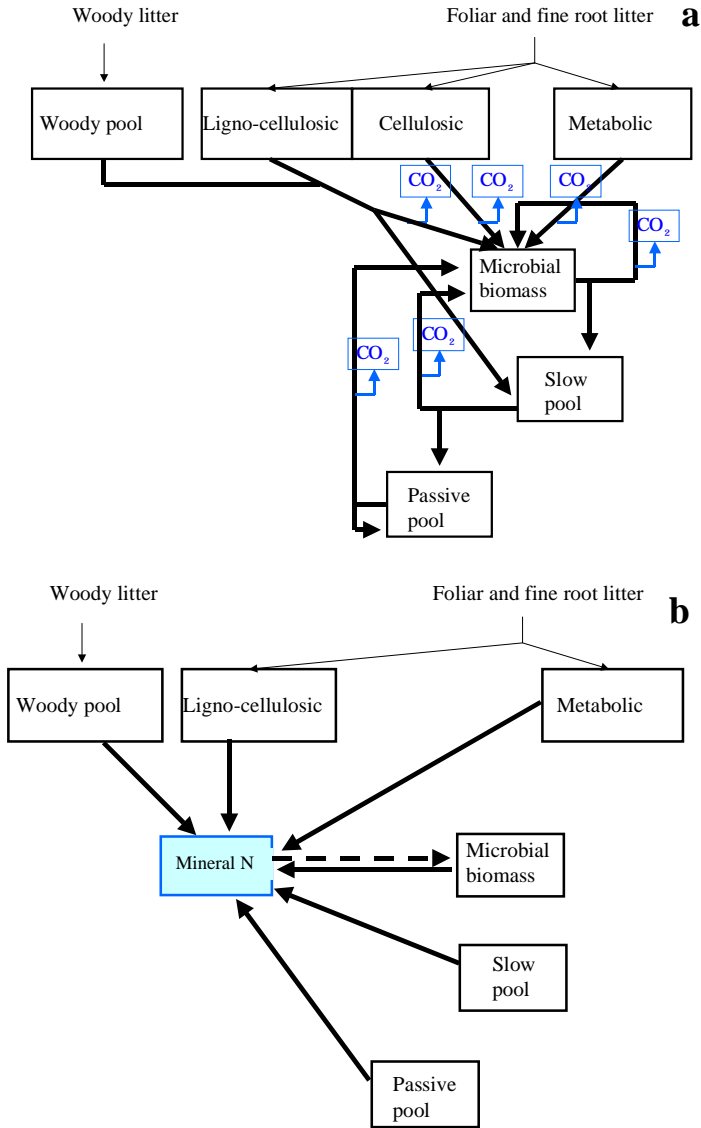 Woody litter
Foliar and fine root litter
a
Woody pool
Ligno-cellulosic
Cellulosic
Metabolic
CO₂
CO₂
CO₂
CO₂
Microbial
biomass
CO₂
CO₂
Slow
pool
Passive
pool
Woody litter
Foliar and fine root litter
b
Woody pool
Ligno-cellulosic
Metabolic
Mineral N
Microbial
biomass
Slow
pool
Passive
pool